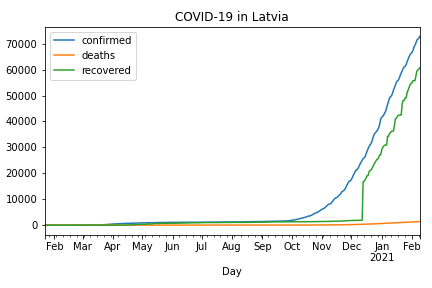 COVID-19 in Latvia
confirmed
deaths
recovered
70000
60000
50000
40000
30000
20000
10000
0
Feb Mar Apr May Jun Jul Aug Sep Oct Nov Dec Jan Feb
2021
Day